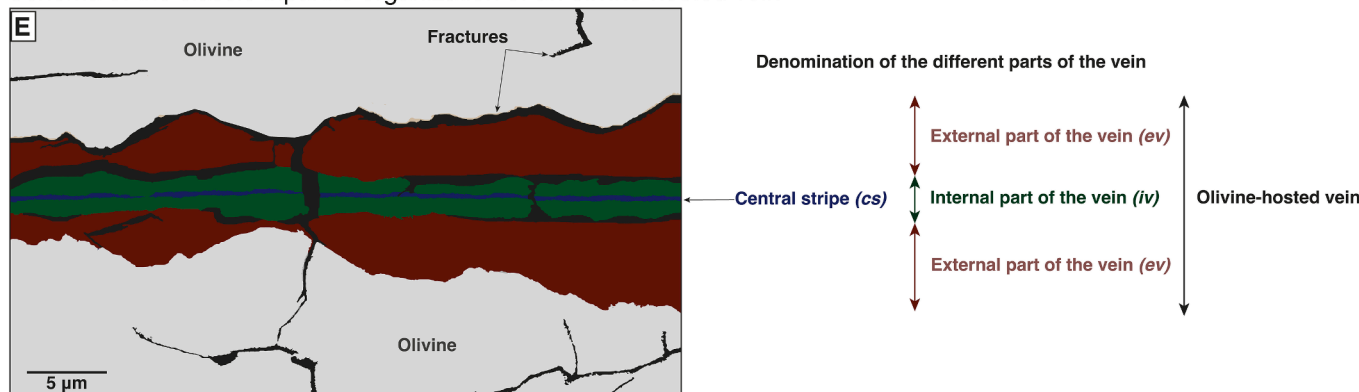 E
Olivine
Fractures
Denomination of the different parts of the vein
External part of the vein (ev)
Central stripe (cs)
Internal part of the vein (iv)
Olivine-hosted vein
External part of the vein (ev)
Olivine
5 µm